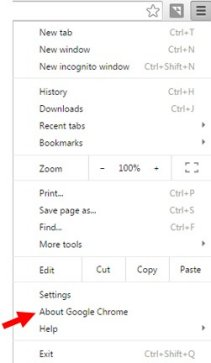 New tab Ctrl+T
New window Ctrl+N
New incognito window Ctrl+Shift+N
History Ctrl+H
Downloads Ctrl+J
Recent tabs
Bookmarks
Zoom - 100% +
Print... Ctrl+P
Save page as... Ctrl+S
Find... Ctrl+F
More tools
Edit Cut Copy Paste
Settings
About Google Chrome
Help
Exit Ctrl+Shift+Q